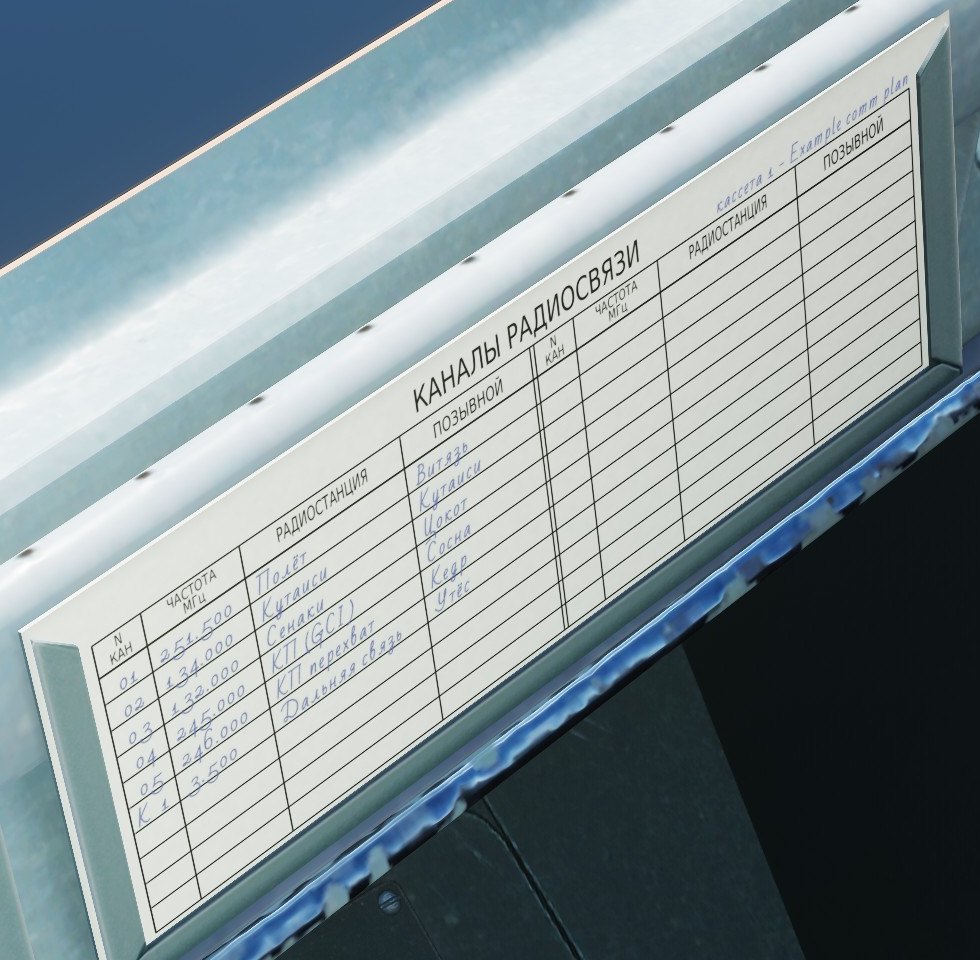 кассета 1 - Example comm plan
КАНАЛЫ РАДИОСВЯЗИ
N КАН ЧАСТОТА МГЦ РАДИОСТАНЦИЯ ПОЗЫВНОЙ N КАН ЧАСТОТА МГЦ РАДИОСТАНЦИЯ ПОЗЫВНОЙ
01 251.500 Полёт Витязь
02 134.000 Кутаиси Кутаиси
03 132.000 Сенаки Цокот
04 245.000 КП (GCI) Сосна
05 246.000 КП перехват Кедр
К 1 3.500 Дальняя связь Утёс